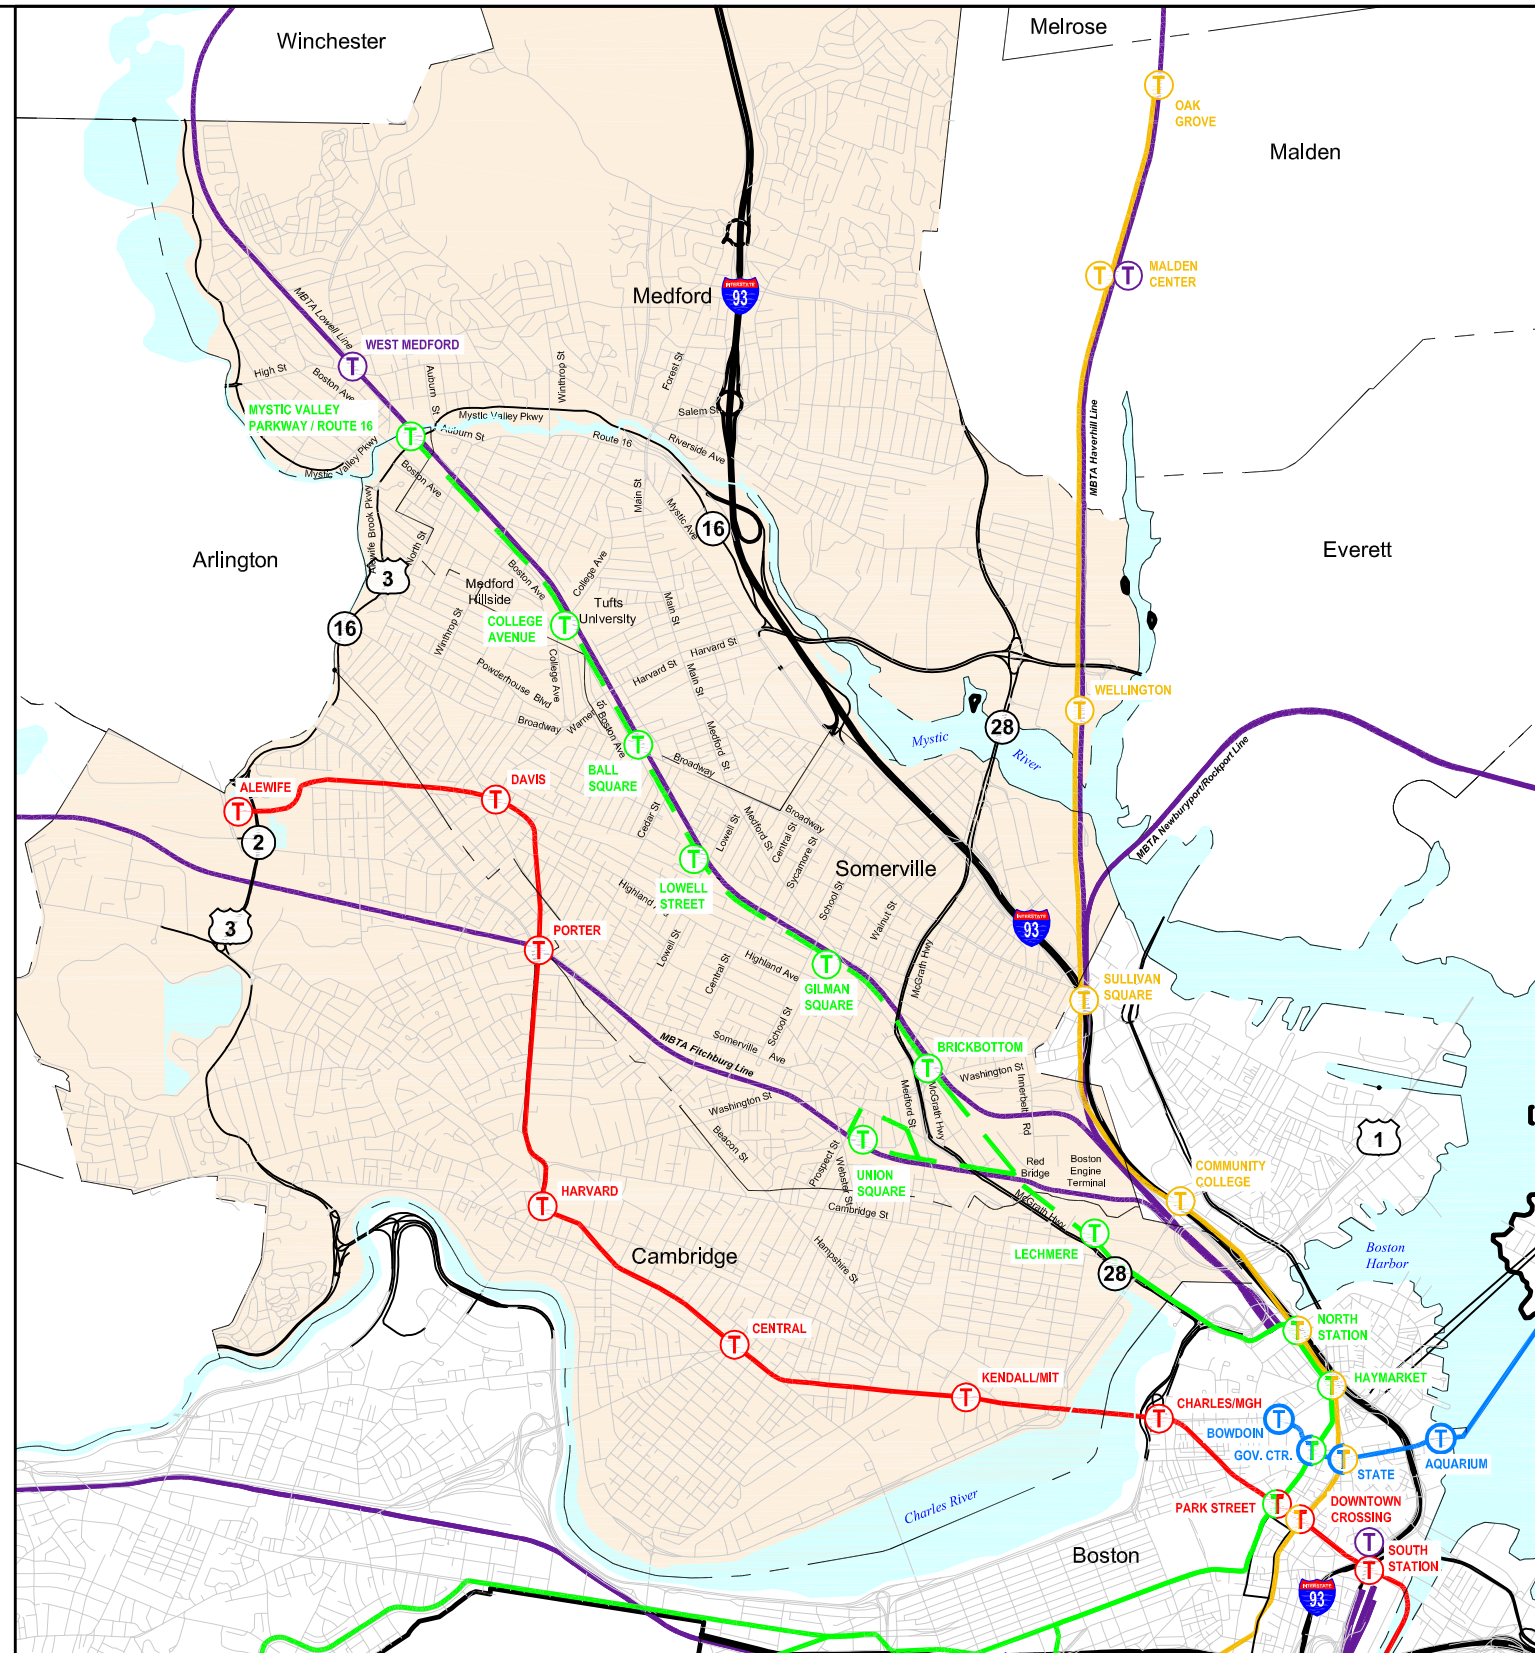 Winchester
Melrose
OAK
GROVE
Malden
MALDEN
CENTER
Medford
INTERSTATE
93
MBTA Lowell Line
WEST MEDFORD
High St
Boston Ave
Auburn
St
Winthrop St
Forest St
Salem St
MYSTIC VALLEY
PARKWAY / ROUTE 16
Mystic Valley Pkwy
Auburn St
Route 16
Riverside Ave
Mystic Valley Pkwy
Boston Ave
Main St
Mystic Ave
16
MBTA Haverhill Line
Alewife Brook Pkwy
North St
Arlington
3
Everett
Medford
Hillside
Boston Ave
College Ave
Tufts
University
Main St
COLLEGE
AVENUE
16
Winthrop St
College Ave
Harvard St
Harvard St
Main St
Powderhouse Blvd
Broadway
Warner St
Boston Ave
Medford St
WELLINGTON
28
Mystic
River
BALL
SQUARE
Broadway
MBTA Newburyport/Rockport Line
ALEWIFE
DAVIS
2
Cedar St
Lowell St
Medford St
Central St
Broadway
Sycamore St
Somerville
LOWELL
STREET
Highland
School St
Walnut St
3
INTERSTATE
93
PORTER
Lowell St
Central St
Highland Ave
McGrath Hwy
GILMAN
SQUARE
SULLIVAN
SQUARE
School St
Somerville Ave
MBTA Fitchburg Line
BRICKBOTTOM
Washington St
Innerbelt Rd
Medford St
McGrath Hwy
Washington St
Beacon St
1
Prospect St
Webster St
UNION
SQUARE
Red
Bridge
Boston
Engine
Terminal
COMMUNITY
COLLEGE
HARVARD
McGrath Hwy
Cambridge St
LECHMERE
28
Hampshire St
Cambridge
Boston
Harbor
NORTH
STATION
CENTRAL
KENDALL/MIT
HAYMARKET
CHARLES/MGH
BOWDOIN
GOV. CTR.
STATE
AQUARIUM
Charles River
PARK STREET
DOWNTOWN
CROSSING
Boston
SOUTH
STATION
INTERSTATE
93